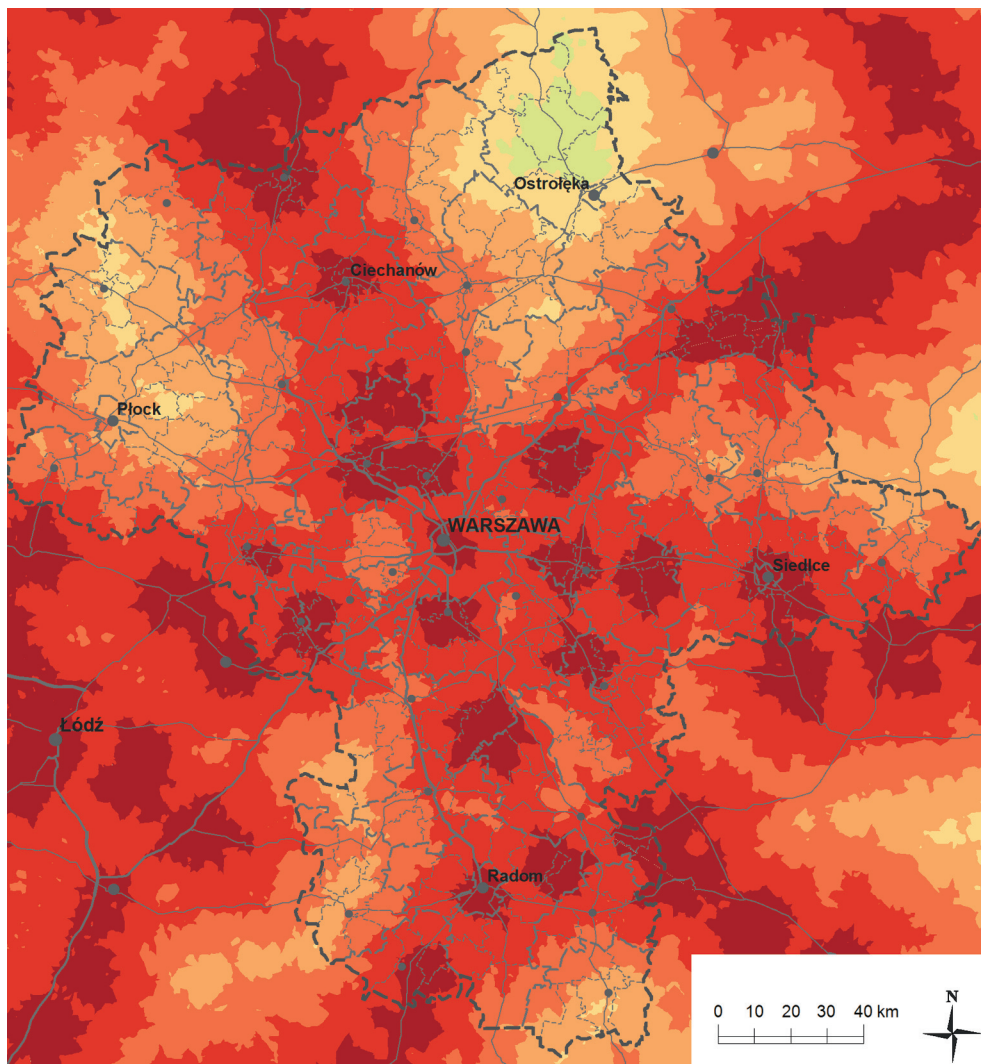 Ostrołęka
Ciechanów
Płock
WARSZAWA
Siedlce
Łódź
Radom
N
0 10 20 30 40 km